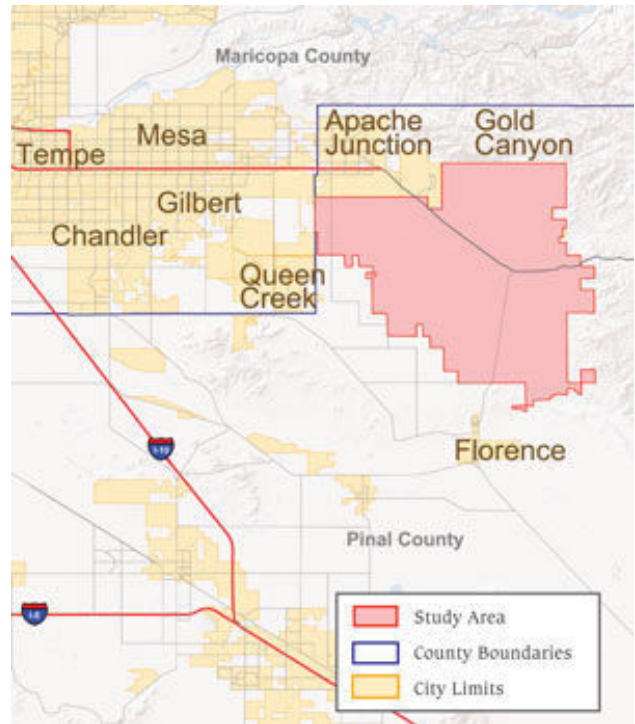 Maricopa County
Apache
Junction
Gold
Canyon
Mesa
Tempe
Gilbert
Chandler
Queen
Creek
I-10
Florence
Pinal County
I-8
Study Area
County Boundaries
City Limits